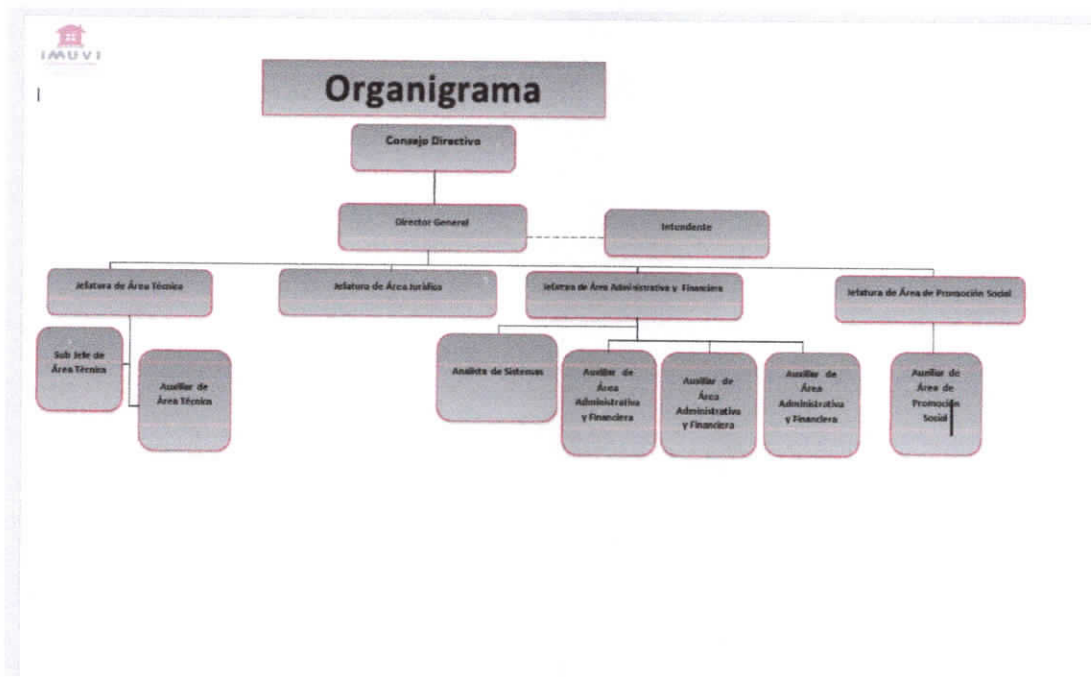 IMUVI
Organigrama
Consejo Directivo
Director General
Intendente
Jefatura de Área Técnica
Jefatura de Área Jurídica
Jefatura de Área Administrativa y Financiera
Jefatura de Área de Promoción Social
Sub Jefe de
Área Técnica
Auxiliar de
Área Técnica
Analista de Sistemas
Auxiliar de
Área
Administrativa
y Financiera
Auxiliar de
Área
Administrativa
y Financiera
Auxiliar de
Área
Administrativa
y Financiera
Auxiliar de
Área de
Promoción
Social